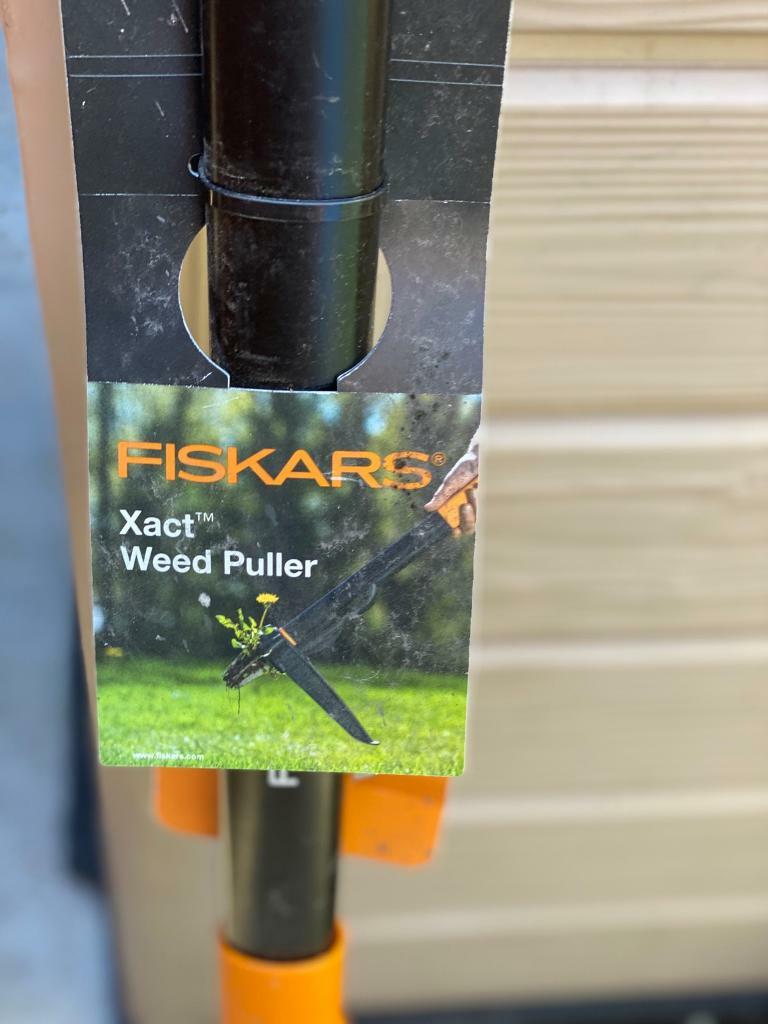 FISKARS®
Xact™
Weed Puller
www.fiskars.com
F